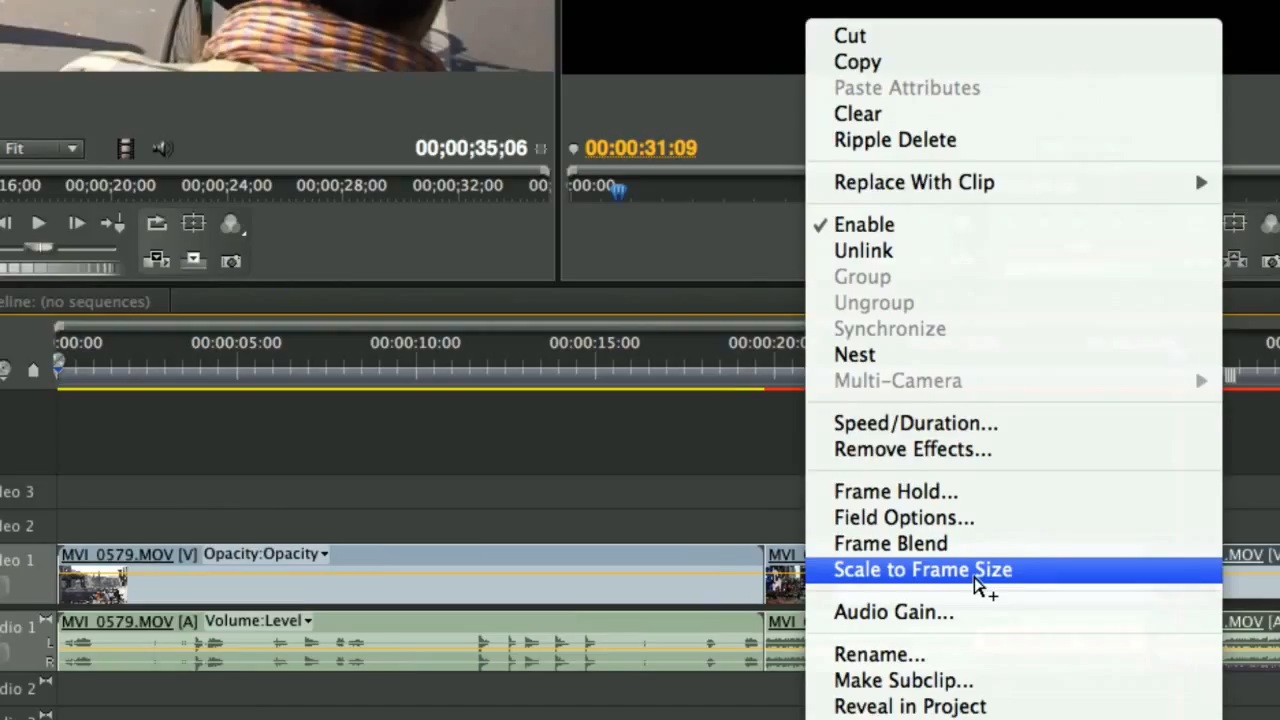 Fit
00;00;35;06
00:00:31:09
16;00 00;00;20;00 00;00;24;00 00;00;28;00 00;00;32;00 00;
:00:00
eline: (no sequences)
:00:00 00:00:05:00 00:00:10:00 00:00:15:00 00:00:20:0
eo 3
eo 2
eo 1
MVI_0579.MOV [V] Opacity:Opacity
MVI
.MOV [V]
dio 1
MVI_0579.MOV [A] Volume:Level
MVI
.MOV [A]
L
R
dio 2
Cut
Copy
Paste Attributes
Clear
Ripple Delete
Replace With Clip
Enable
Unlink
Group
Ungroup
Synchronize
Nest
Multi-Camera
Speed/Duration...
Remove Effects...
Frame Hold...
Field Options...
Frame Blend
Scale to Frame Size
Audio Gain...
Rename...
Make Subclip...
Reveal in Project